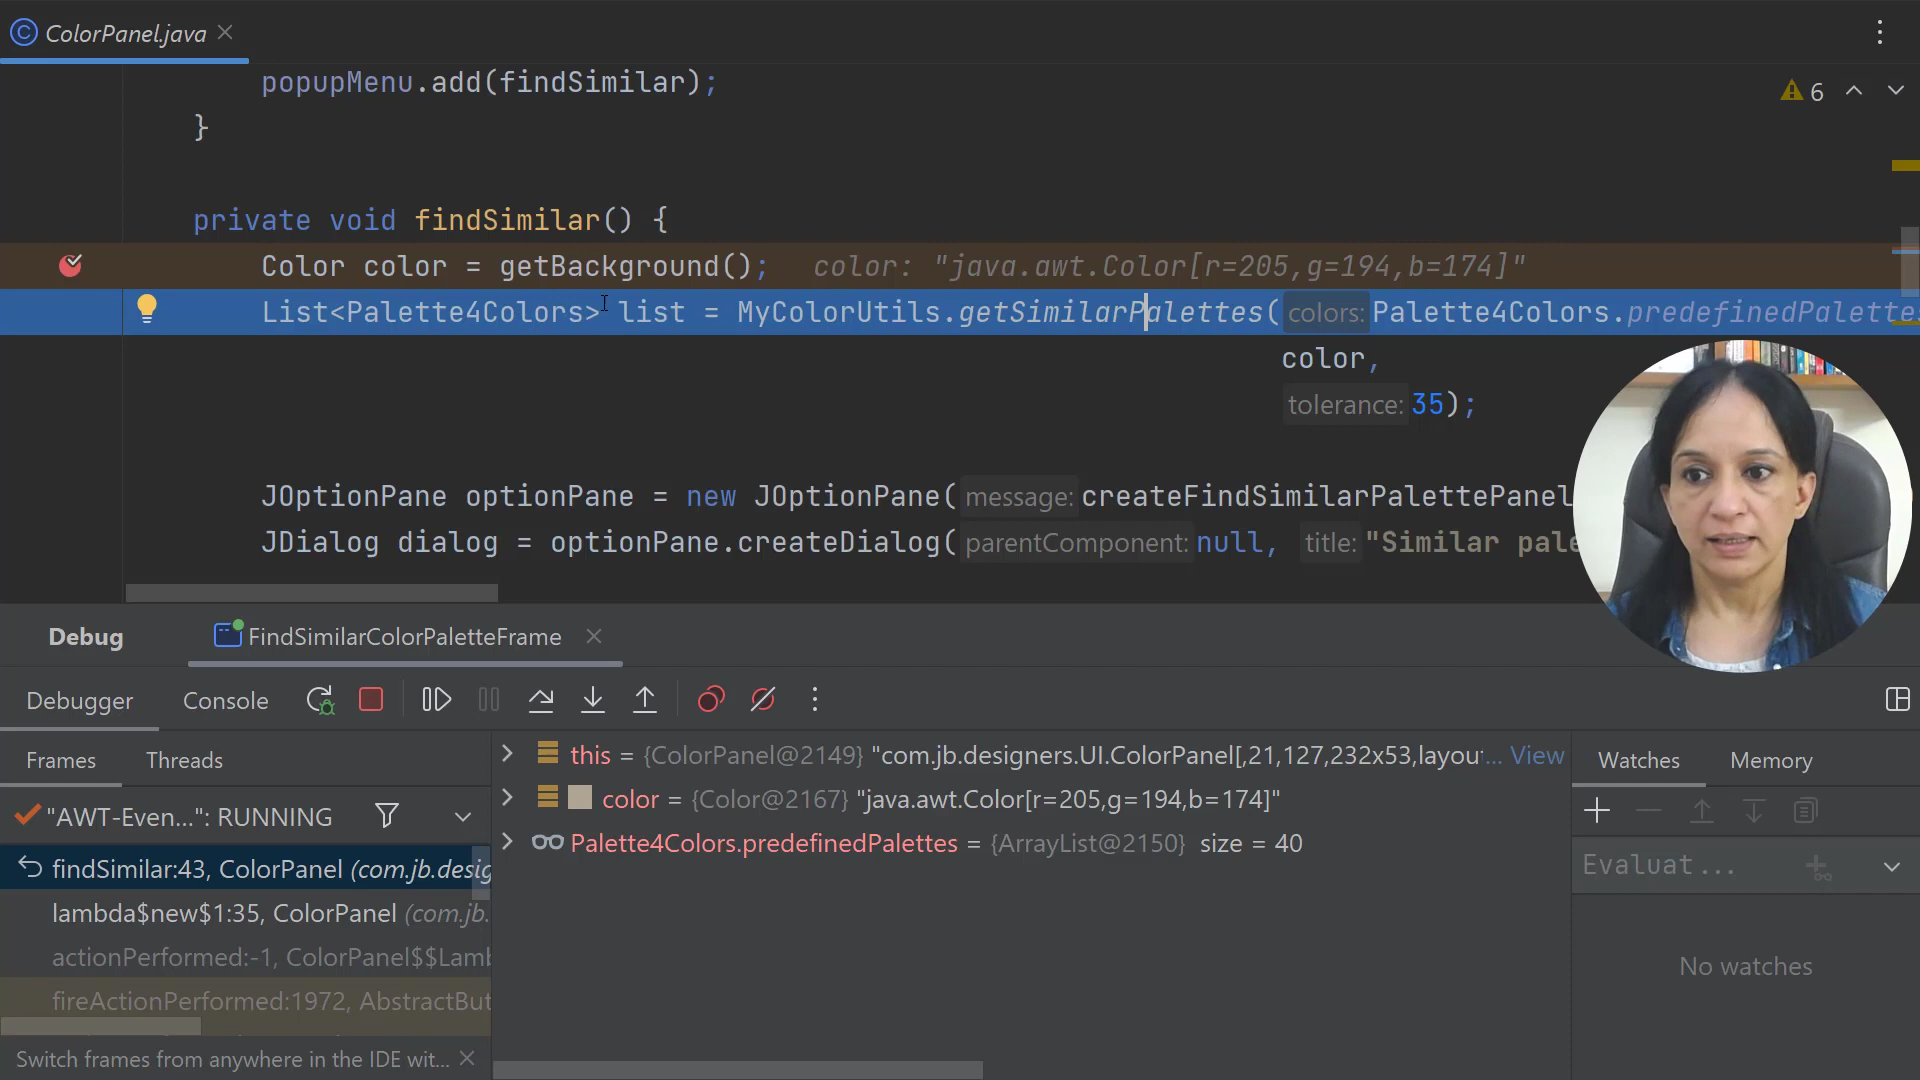 ColorPanel.java
popupMenu.add(findSimilar);
6
}
private void findSimilar() {
Color color = getBackground(); color: "java.awt.Color[r=205,g=194,b=174]"
List<Palette4Colors> list = MyColorUtils.getSimilarPalettes( colors: Palette4Colors.predefinedPalettes
color,
tolerance: 35);
JOptionPane optionPane = new JOptionPane( message: createFindSimilarPalettePanel
JDialog dialog = optionPane.createDialog( parentComponent: null, title: "Similar pale
Debug FindSimilarColorPaletteFrame
Debugger Console
Frames Threads
"AWT-Even...": RUNNING
findSimilar:43, ColorPanel (com.jb.desig
lambda$new$1:35, ColorPanel (com.jb.
actionPerformed:-1, ColorPanel$$Lamb
fireActionPerformed:1972, AbstractBut
Switch frames from anywhere in the IDE wit...
this = {ColorPanel@2149} "com.jb.designers.UI.ColorPanel[,21,127,232x53,layou... View
color = {Color@2167} "java.awt.Color[r=205,g=194,b=174]"
Palette4Colors.predefinedPalettes = {ArrayList@2150} size = 40
Watches Memory
Evaluat...
No watches